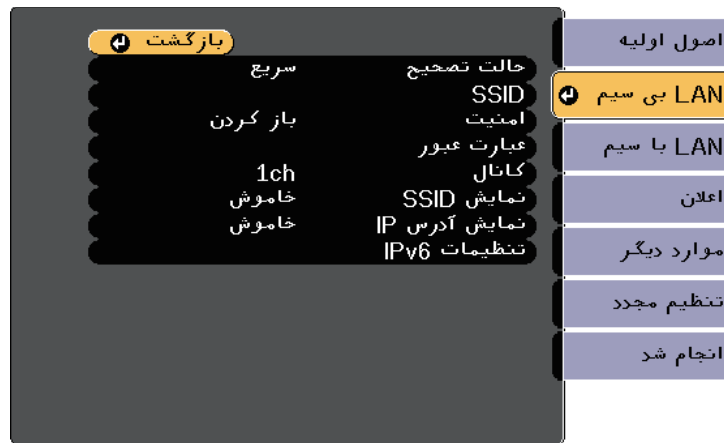 اصول اولیه
LAN بی سیم
LAN با سیم
اعلان
موارد دیگر
تنظیم مجدد
انجام شد
بازگشت
حالت تصحیح سریع
SSID
امنیت باز کردن
عبارت عبور
کانال 1ch
نمایش SSID خاموش
نمایش آدرس IP خاموش
تنظیمات IPv6